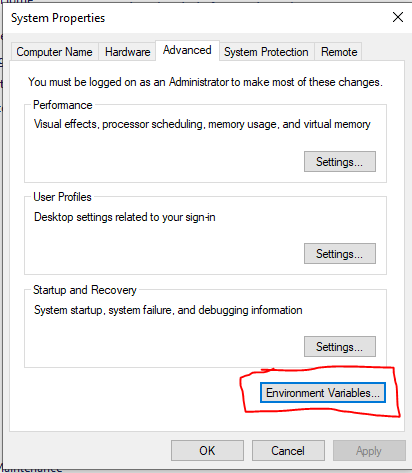 System Properties
Computer Name Hardware Advanced System Protection Remote
You must be logged on as an Administrator to make most of these changes.
Performance
Visual effects, processor scheduling, memory usage, and virtual memory
Settings...
User Profiles
Desktop settings related to your sign-in
Settings...
Startup and Recovery
System startup, system failure, and debugging information
Settings...
Environment Variables...
OK Cancel Apply